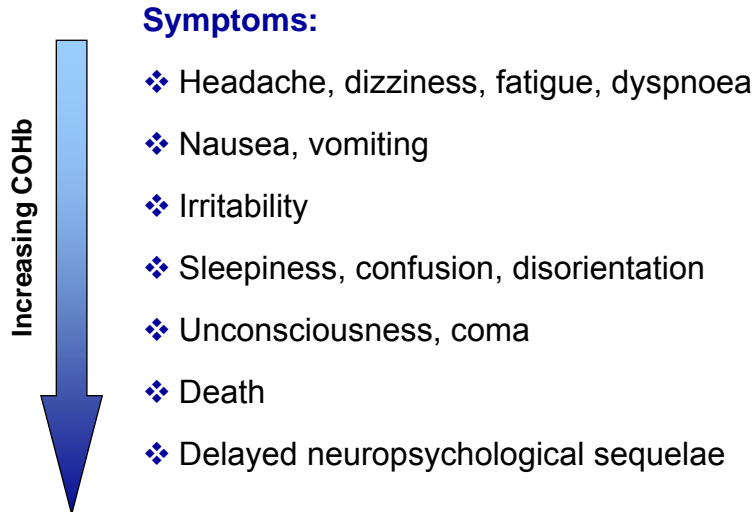 Symptoms:
❖ Headache, dizziness, fatigue, dyspnoea
❖ Nausea, vomiting
❖ Irritability
❖ Sleepiness, confusion, disorientation
❖ Unconsciousness, coma
❖ Death
❖ Delayed neuropsychological sequelae
Increasing COHb